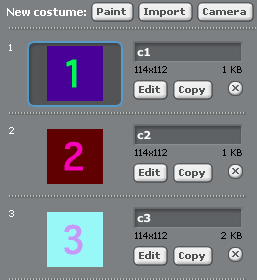 New costume: Paint Import Camera
1
1
c1
114x112 1 KB
Edit Copy
2
2
c2
114x112 1 KB
Edit Copy
3
3
c3
114x112 2 KB
Edit Copy